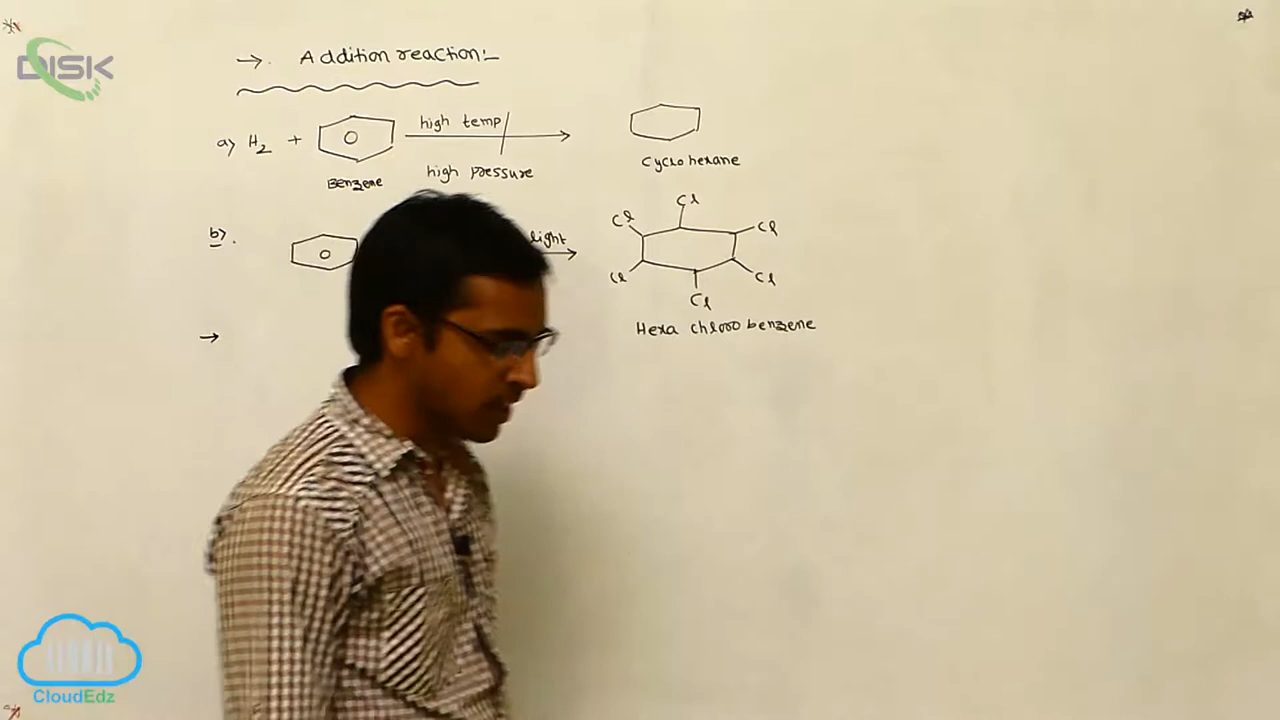 DISK
→. Addition reaction:-
a) H2 + high temp/ →
Benzene high pressure Cyclohexane
b). light →
Cl Cl Cl
Cl Cl Cl
Hexa chloro benzene
→
CloudEdz